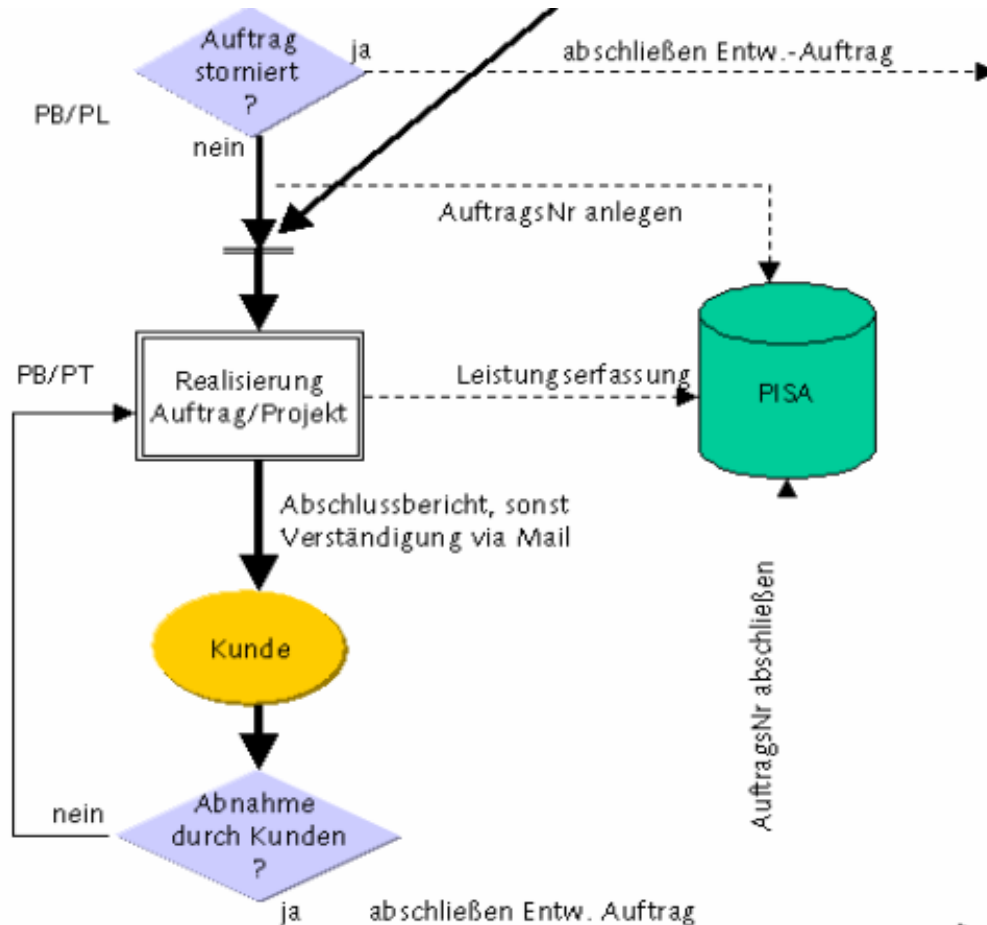 Auftrag
storniert
?
ja
abschließen Entw.-Auftrag
PB/PL
nein
AuftragsNr anlegen
PB/PT
Realisierung
Auftrag/Projekt
Leistungserfassung
PISA
Abschlussbericht, sonst
Verständigung via Mail
Kunde
AuftragsNr abschließen
nein
Abnahme
durch Kunden
?
ja
abschließen Entw. Auftrag